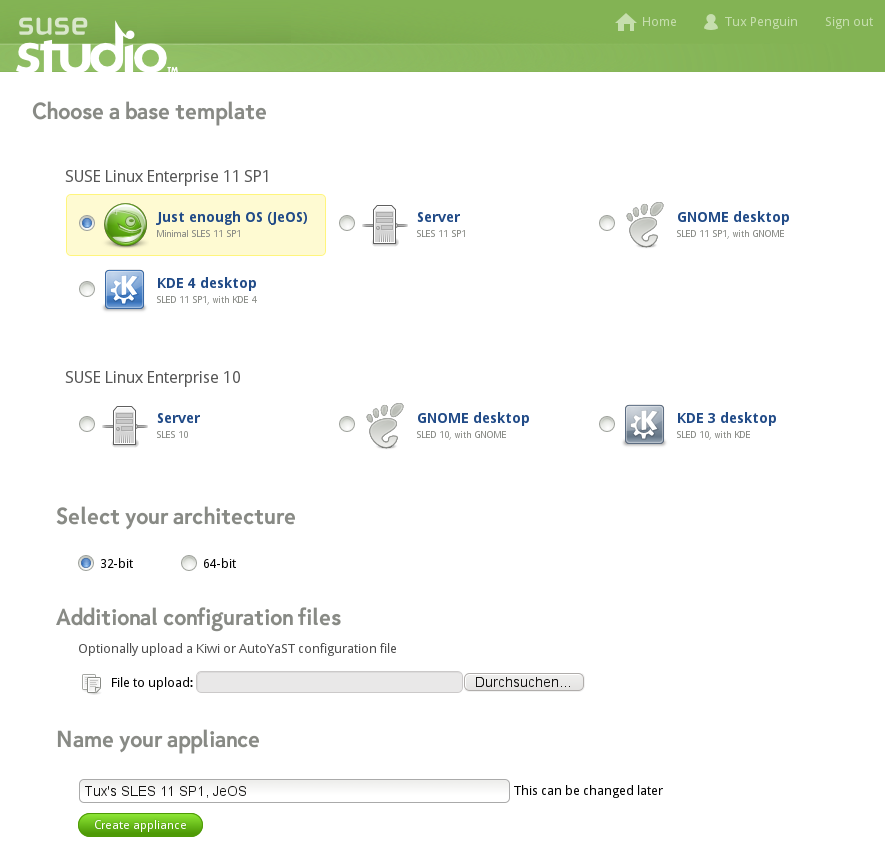 suse
studio TM
Home Tux Penguin Sign out
Choose a base template
SUSE Linux Enterprise 11 SP1
Just enough OS (JeOS) Server GNOME desktop
Minimal SLES 11 SP1 SLES 11 SP1 SLED 11 SP1, with GNOME
KDE 4 desktop
SLED 11 SP1, with KDE 4
SUSE Linux Enterprise 10
Server GNOME desktop KDE 3 desktop
SLES 10 SLED 10, with GNOME SLED 10, with KDE
Select your architecture
32-bit 64-bit
Additional configuration files
Optionally upload a Kiwi or AutoYaST configuration file
File to upload: Durchsuchen...
Name your appliance
Tux's SLES 11 SP1, JeOS This can be changed later
Create appliance